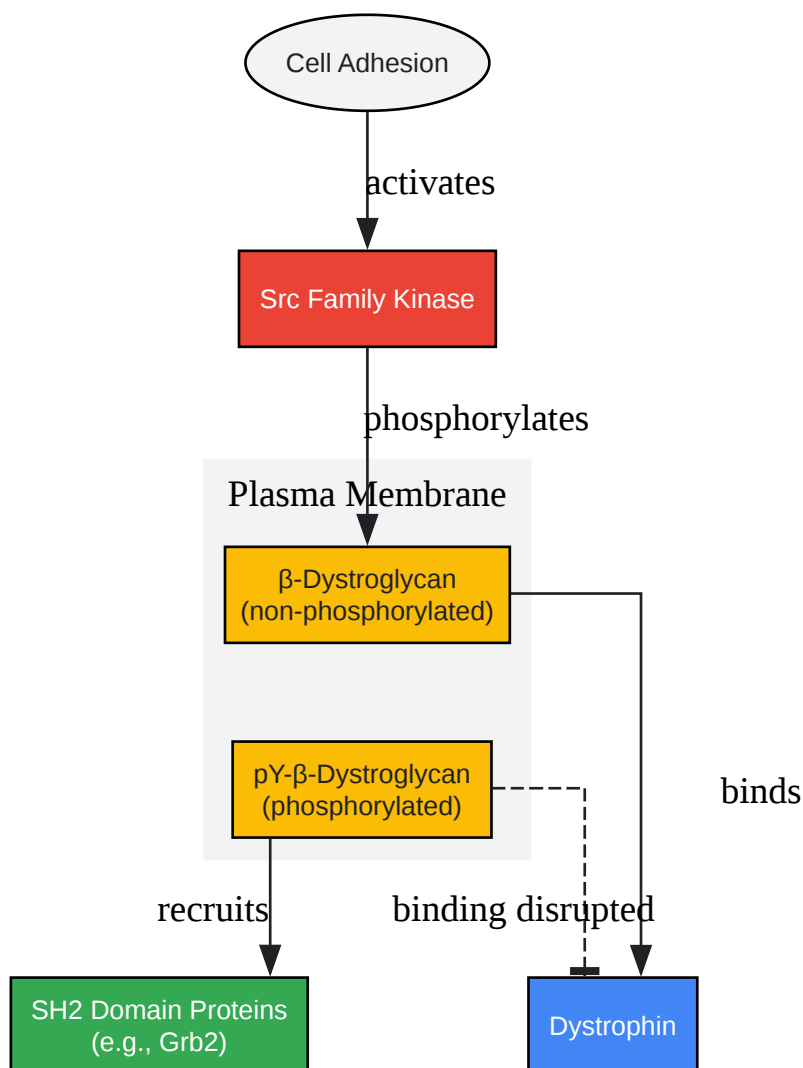 Cell Adhesion
activates
Src Family Kinase
phosphorylates
Plasma Membrane
β-Dystroglycan
(non-phosphorylated)
pY-β-Dystroglycan
(phosphorylated)
binds
recruits
binding disrupted
SH2 Domain Proteins
(e.g., Grb2)
Dystrophin